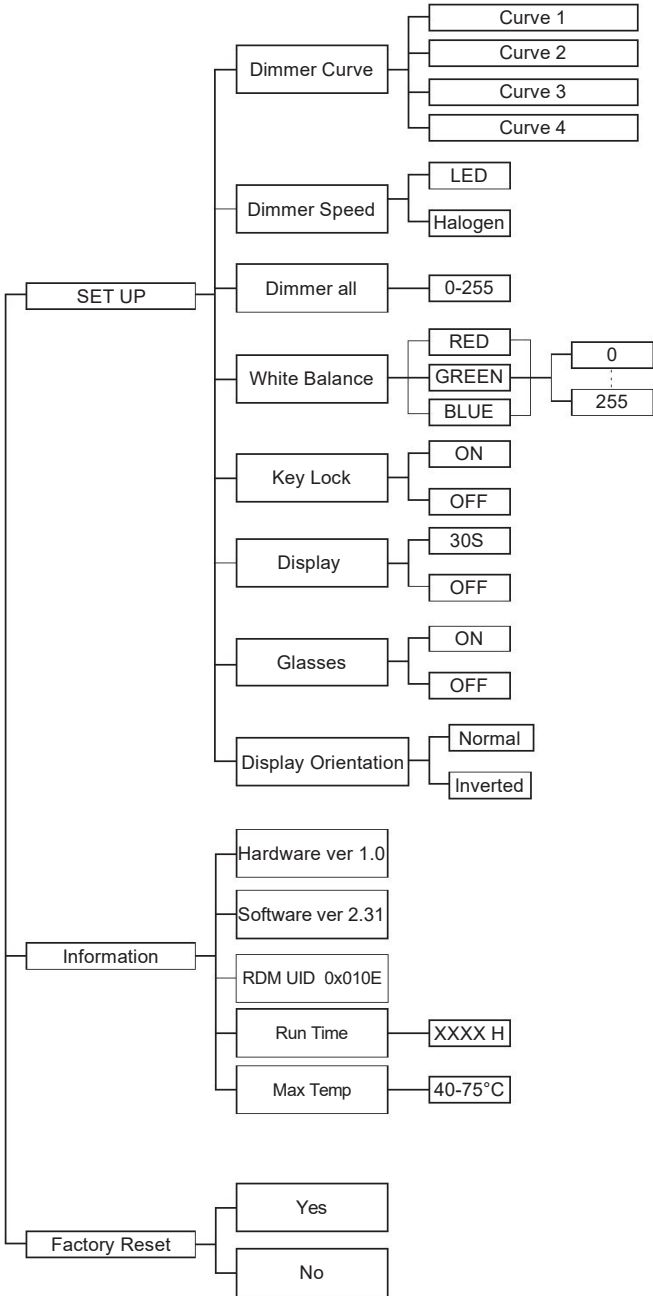 SET UP
Dimmer Curve
Curve 1
Curve 2
Curve 3
Curve 4
Dimmer Speed
LED
Halogen
Dimmer all
0-255
White Balance
RED
GREEN
BLUE
0
255
Key Lock
ON
OFF
Display
30S
OFF
Glasses
ON
OFF
Display Orientation
Normal
Inverted
Information
Hardware ver 1.0
Software ver 2.31
RDM UID 0x010E
Run Time
XXXX H
Max Temp
40-75°C
Factory Reset
Yes
No